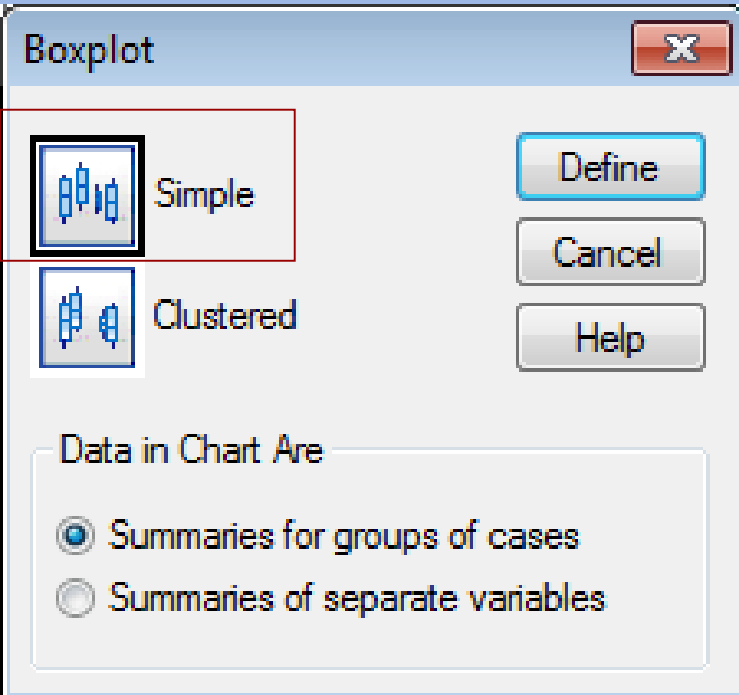 Boxplot
Simple
Define
Cancel
Clustered
Help
Data in Chart Are
Summaries for groups of cases
Summaries of separate variables